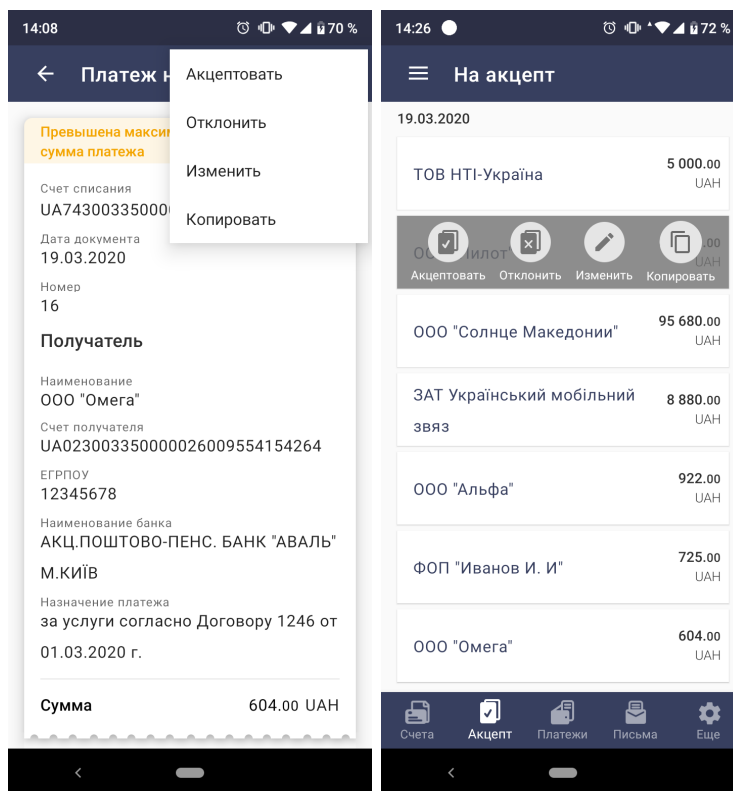 14:08
70 %
Платеж н
Акцептовать
Отклонить
Изменить
Копировать
Превышена
сумма платежа
Счет списания
Дата документа
19.03.2020
Номер
16
Получатель
Наименование
ООО "Омега"
Счет получателя
UA023003350000026009554154264
ЕГРПОУ
12345678
Наименование банка
АКЦ.ПОШТОВО-ПЕНС. БАНК "АВАЛЬ"
М.КИЇВ
Назначение платежа
за услуги согласно Договору 1246 от
01.03.2020 г.
Сумма 604.00 UAH
14:26
72 %
На акцепт
19.03.2020
ТОВ НТІ-Україна
5 000.00
UAH
.00
UAH
Акцептовать Отклонить Изменить Копировать
ООО "Солнце Македонии"
95 680.00
UAH
ЗАТ Український мобільний
звяз
8 880.00
UAH
ООО "Альфа"
922.00
UAH
ФОП "Иванов И. И"
725.00
UAH
ООО "Омега"
604.00
UAH
Счета Акцепт Платежи Письма Еще